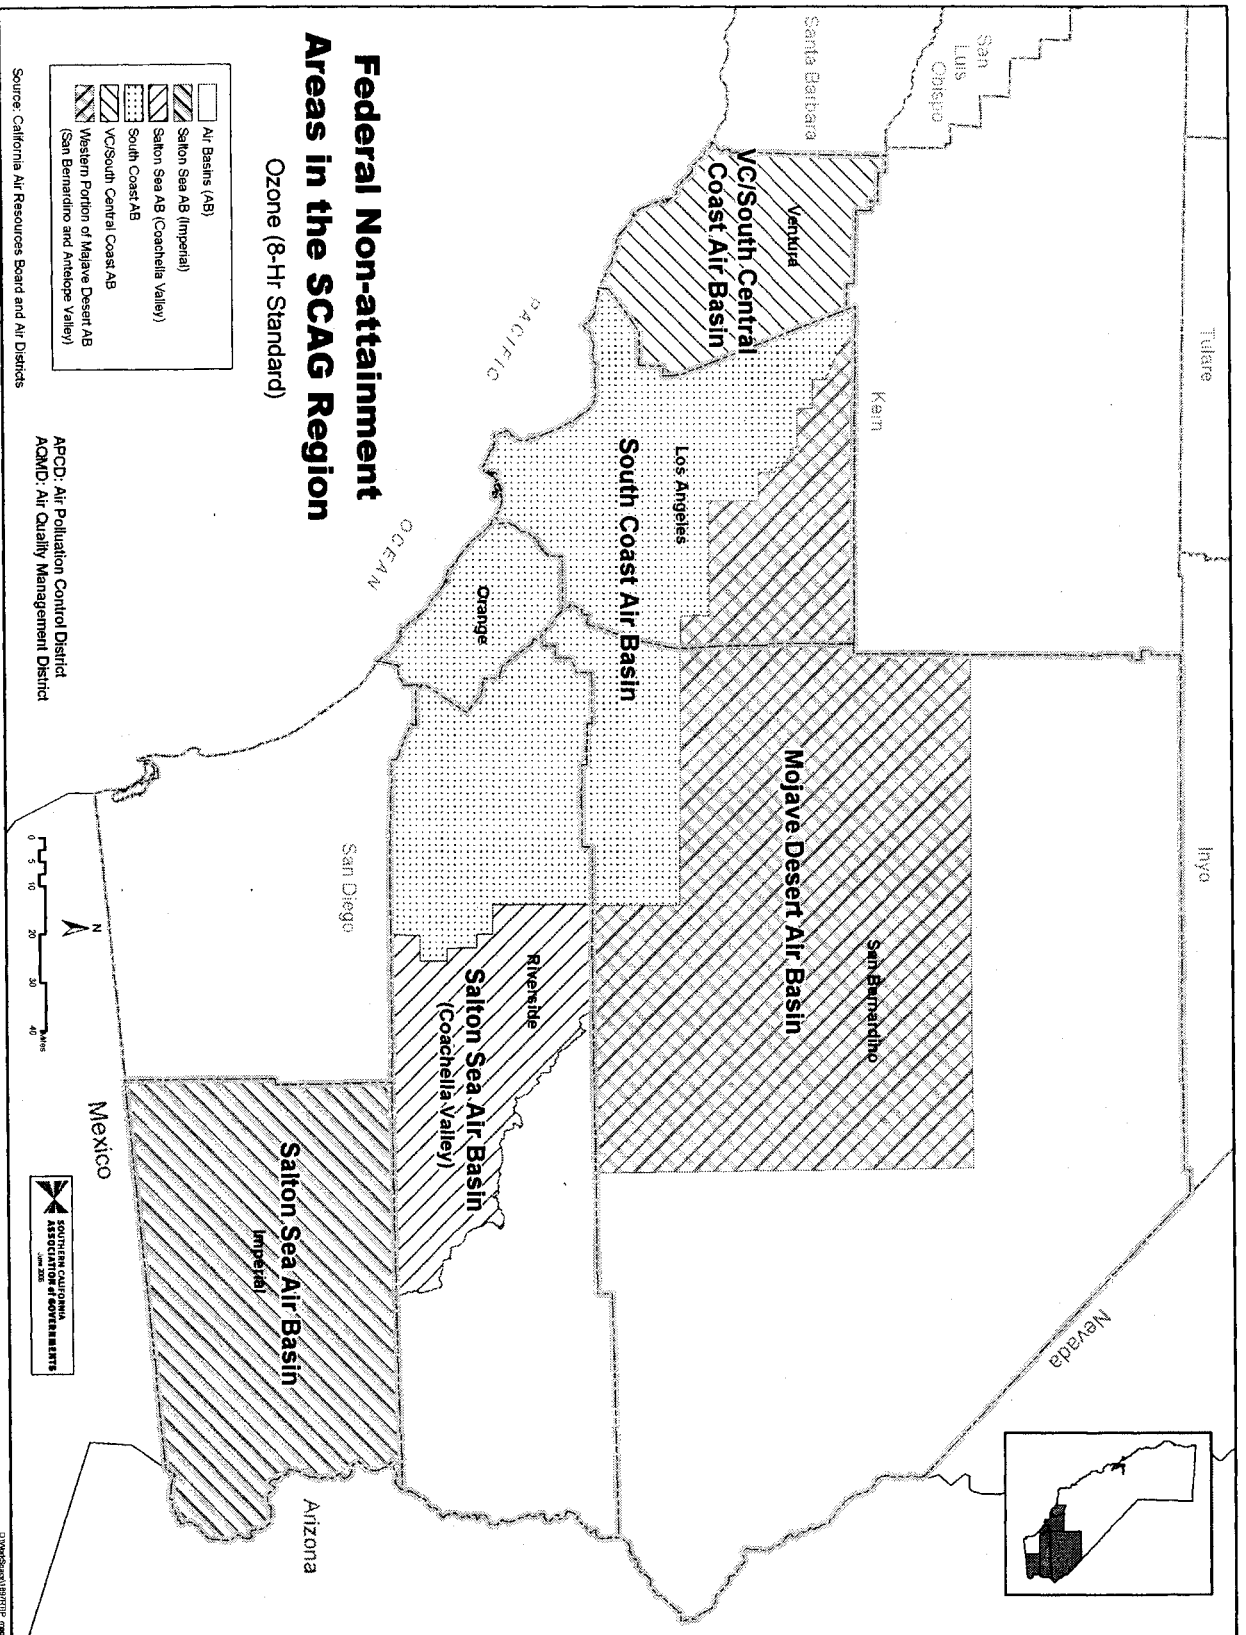 Federal Non-attainment
Areas in the SCAG Region
Ozone (8-Hr Standard)
San
Luis
Obispo
Santa Barbara
Tulare
Kern
Inyo
Ventura
VC/South Central
Coast Air Basin
Los Angeles
South Coast Air Basin
Mojave Desert Air Basin
San Bernardino
Orange
Riverside
Salton Sea Air Basin
(Coachella Valley)
Salton Sea Air Basin
Imperial
San Diego
PACIFIC
OCEAN
Mexico
Nevada
Arizona
Air Basins (AB)
Salton Sea AB (Imperial)
Salton Sea AB (Coachella Valley)
South Coast AB
VC/South Central Coast AB
Western Portion of Majave Desert AB
(San Bernardino and Antelope Valley)
Source: California Air Resources Board and Air Districts
APCD: Air Polluation Control District
AQMD: Air Quality Management District
N
0 5 10 20 30 40
Miles
SOUTHERN CALIFORNIA
ASSOCIATION of GOVERNMENTS